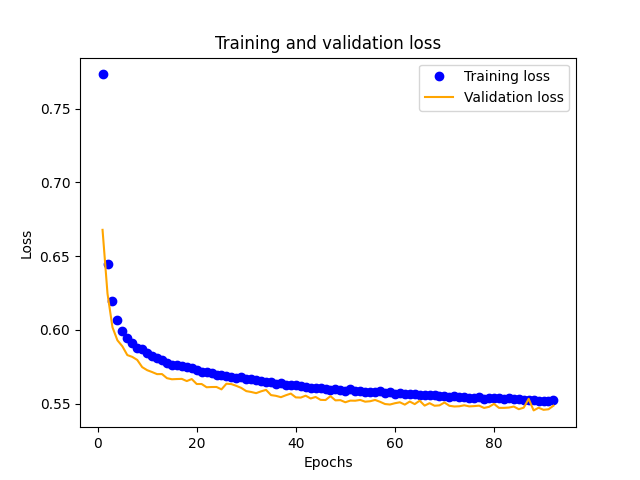 Training and validation loss
Training loss
Validation loss
0.75
0.70
0.65
0.60
0.55
Loss
0
20
40
60
80
Epochs